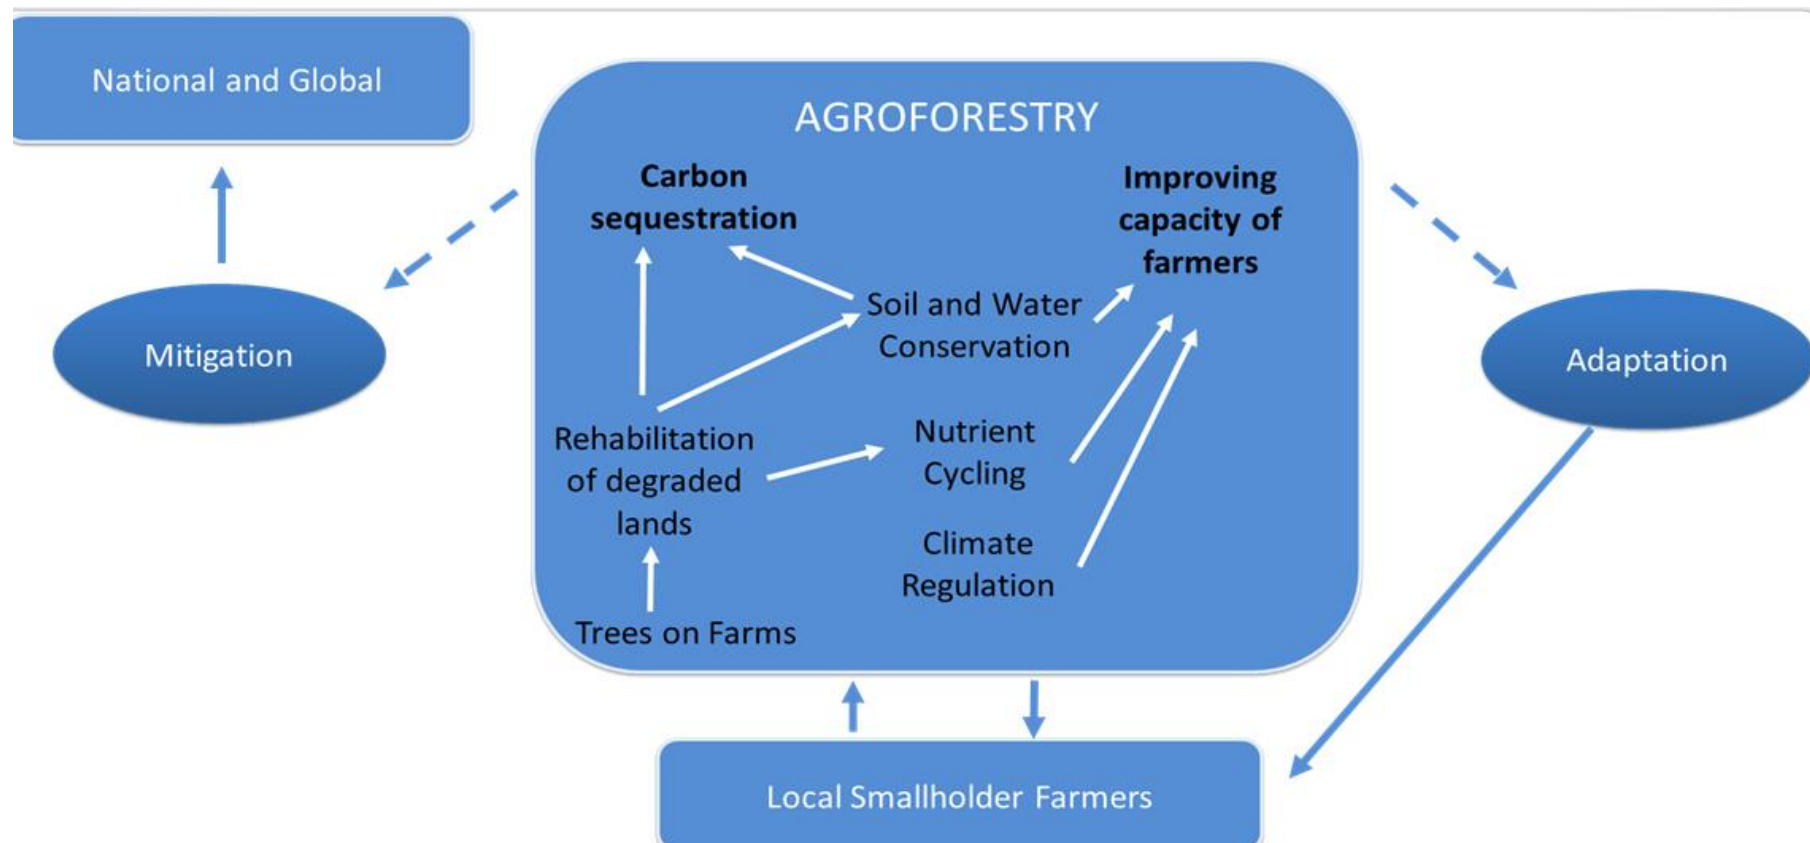 National and Global
AGROFORESTRY
Carbon
sequestration
Improving
capacity of
farmers
Soil and Water
Conservation
Mitigation
Adaptation
Rehabilitation
of degraded
lands
Nutrient
Cycling
Climate
Regulation
Trees on Farms
Local Smallholder Farmers